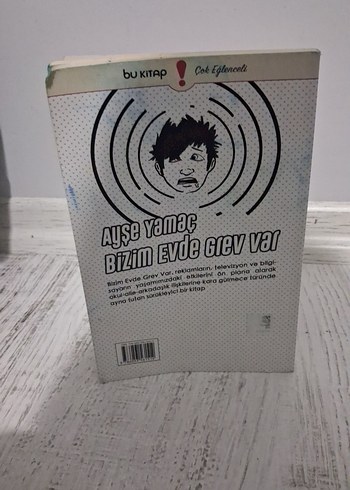 bu kitap ! Çok Eğlenceli
Ayşe Yamaç
Bizim Evde Grev Var
Bizim Evde Grev Var, reklamların, televizyon ve bilgi-
sayarın yaşamımızdaki etkilerini ön plana alarak
okul-aile-arkadaşlık ilişkilerine kara gülmece türünde
ayna tutan sürükleyici bir kitap